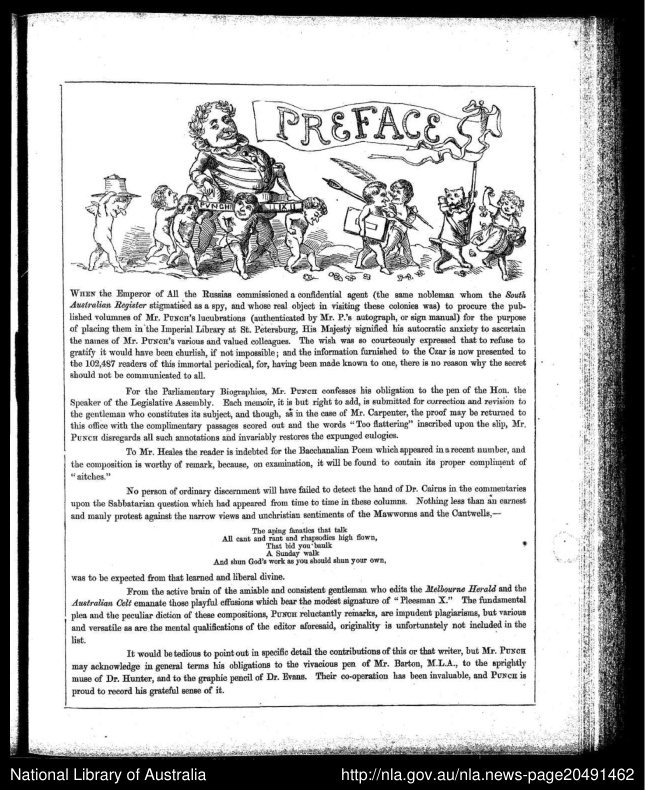 PREFACE
PUNCH
WHEN the Emperor of All the Russias commissioned a confidential agent (the same nobleman whom the South
Australian Register stigmatised as a spy, and whose real object in visiting these colonies was) to procure the pub-
lished volumnes of Mr. PUNCH's lucubrations (authenticated by Mr. P.'s autograph, or sign manual) for the purpose
of placing them in the Imperial Library at St. Petersburg, His Majesty signified his autocratic anxiety to ascertain
the names of Mr. PUNCH's various and valued colleagues. The wish was so courteously expressed that to refuse to
gratify it would have been churlish, if not impossible; and the information furnished to the Czar is now presented to
the 102,487 readers of this immortal periodical, for, having been made known to one, there is no reason why the secret
should not be communicated to all.
For the Parliamentary Biographies, Mr. PUNCH confesses his obligation to the pen of the Hon. the
Speaker of the Legislative Assembly. Each memoir, it is but right to add, is submitted for correction and revision to
the gentleman who constitutes its subject, and though, as in the case of Mr. Carpenter, the proof may be returned to
this office with the complimentary passages scored out and the words "Too flattering" inscribed upon the slip, Mr.
PUNCH disregards all such annotations and invariably restores the expunged eulogies.
To Mr. Heales the reader is indebted for the Bacchanalian Poem which appeared in a recent number, and
the composition is worthy of remark, because, on examination, it will be found to contain its proper compliment of
"aitches."
No person of ordinary discernment will have failed to detect the hand of Dr. Cairns in the commentaries
upon the Sabbatarian question which had appeared from time to time in these columns. Nothing less than an earnest
and manly protest against the narrow views and unchristian sentiments of the Mawworms and the Cantwells,—
The aping fanatics that talk
All cant and rant and rhapsodies high flown,
That bid you baulk
A Sunday walk
And shun God's work as you should shun your own,
was to be expected from that learned and liberal divine.
From the active brain of the amiable and consistent gentleman who edits the Melbourne Herald and the
Australian Celt emanate those playful effusions which bear the modest signature of "Pleesman X." The fundamental
plea and the peculiar diction of these compositions, PUNCH reluctantly remarks, are impudent plagiarisms, but various
and versatile as are the mental qualifications of the editor aforesaid, originality is unfortunately not included in the
list.
It would be tedious to point out in specific detail the contributions of this or that writer, but Mr. PUNCH
may acknowledge in general terms his obligations to the vivacious pen of Mr. Barton, M.L.A., to the sprightly
muse of Dr. Hunter, and to the graphic pencil of Dr. Evans. Their co-operation has been invaluable, and PUNCH is
proud to record his grateful sense of it.
National Library of Australia
http://nla.gov.au/nla.news-page20491462